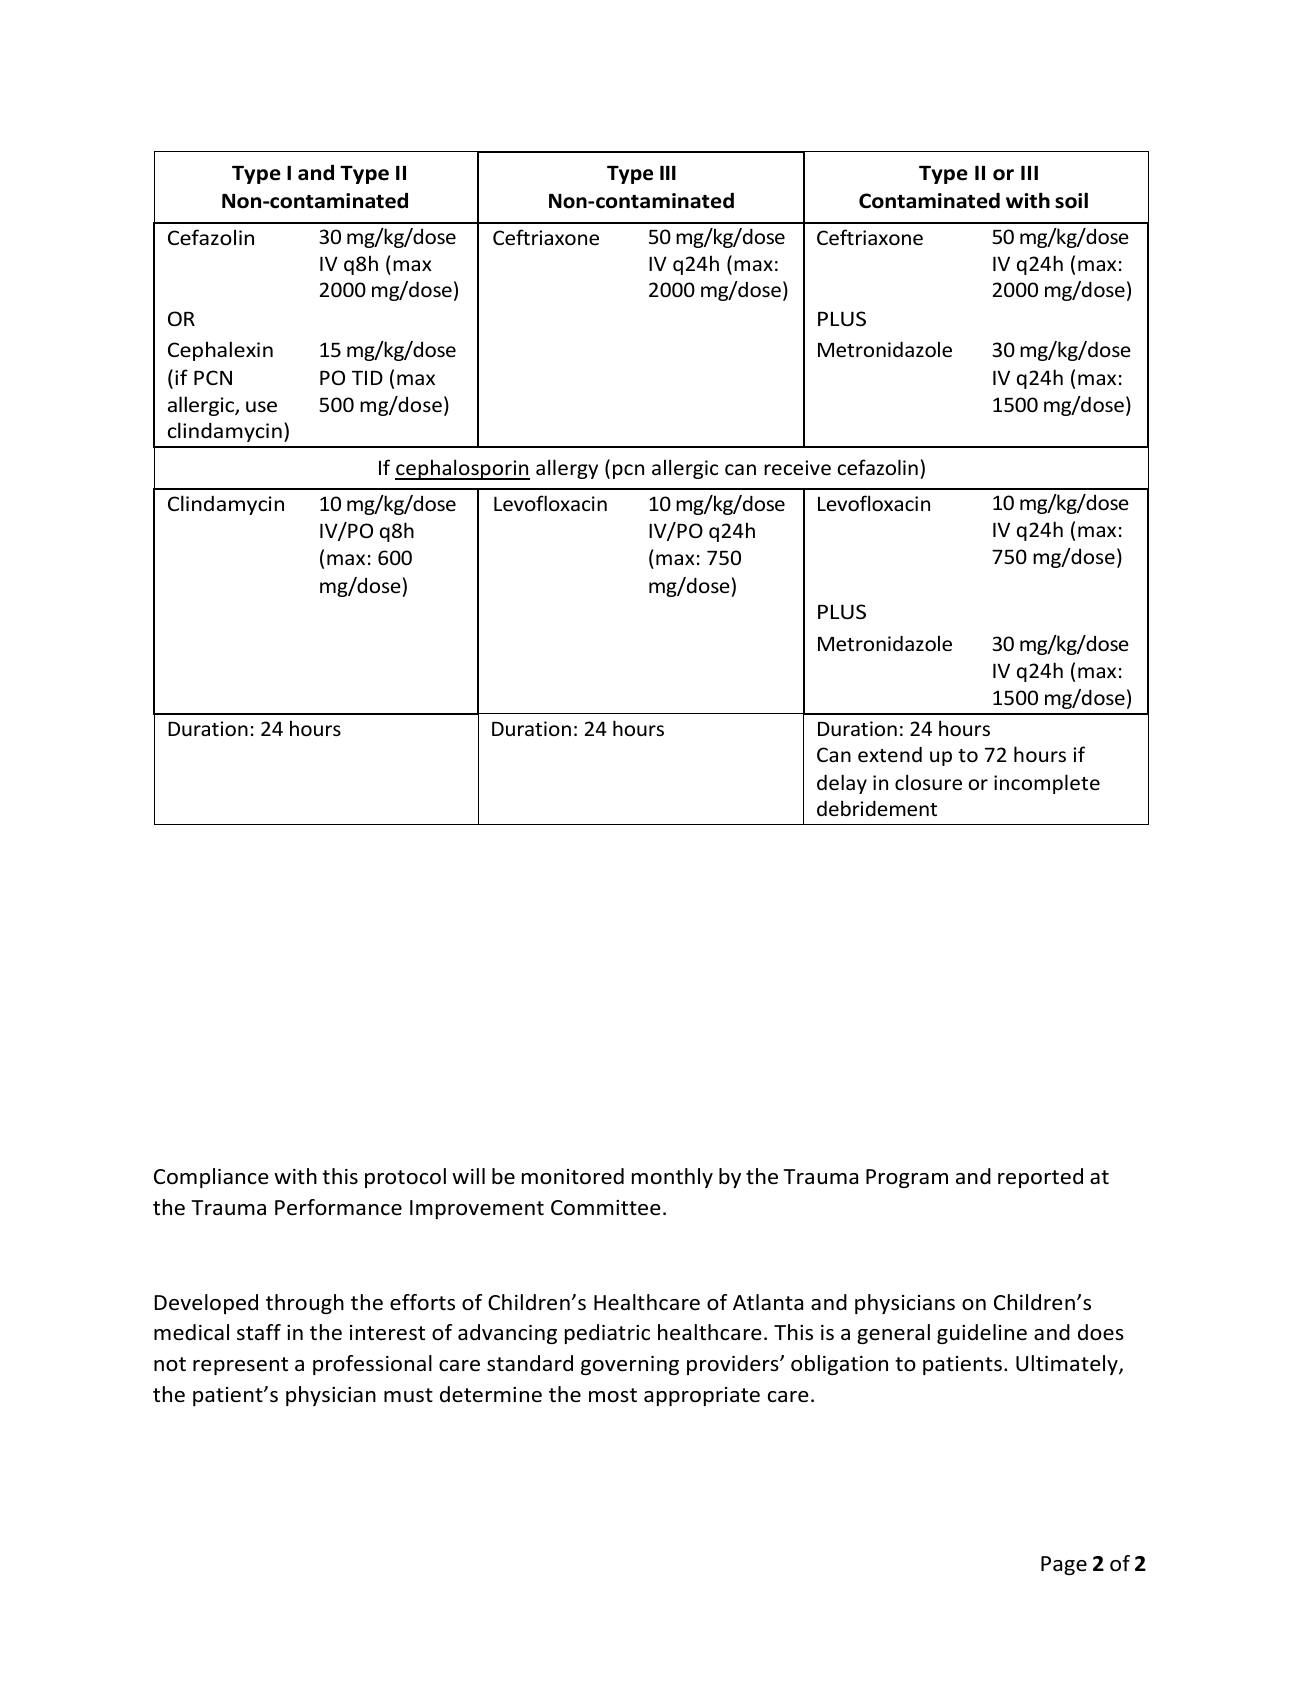 Type I and Type II
Non-contaminated
Type III
Non-contaminated
Type II or III
Contaminated with soil
Cefazolin
30 mg/kg/dose
IV q8h (max
2000 mg/dose)
OR
Cephalexin
(if PCN
allergic, use
clindamycin)
15 mg/kg/dose
PO TID (max
500 mg/dose)
Ceftriaxone
50 mg/kg/dose
IV q24h (max:
2000 mg/dose)
Ceftriaxone
50 mg/kg/dose
IV q24h (max:
2000 mg/dose)
PLUS
Metronidazole
30 mg/kg/dose
IV q24h (max:
1500 mg/dose)
If cephalosporin allergy (pcn allergic can receive cefazolin)
Clindamycin
10 mg/kg/dose
IV/PO q8h
(max: 600
mg/dose)
Levofloxacin
10 mg/kg/dose
IV/PO q24h
(max: 750
mg/dose)
Levofloxacin
10 mg/kg/dose
IV q24h (max:
750 mg/dose)
PLUS
Metronidazole
30 mg/kg/dose
IV q24h (max:
1500 mg/dose)
Duration: 24 hours
Duration: 24 hours
Duration: 24 hours
Can extend up to 72 hours if
delay in closure or incomplete
debridement
Compliance with this protocol will be monitored monthly by the Trauma Program and reported at
the Trauma Performance Improvement Committee.
Developed through the efforts of Children’s Healthcare of Atlanta and physicians on Children’s
medical staff in the interest of advancing pediatric healthcare. This is a general guideline and does
not represent a professional care standard governing providers’ obligation to patients. Ultimately,
the patient’s physician must determine the most appropriate care.
Page 2 of 2